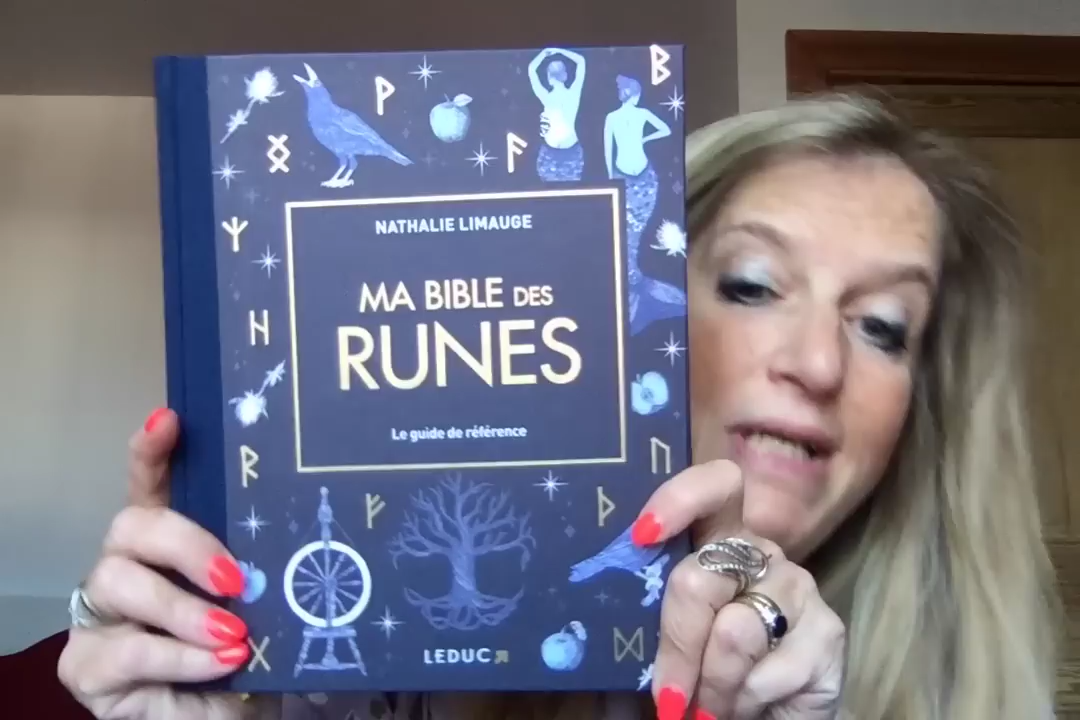 NATHALIE LIMAUGE
MA BIBLE DES
RUNES
Le guide de référence
LEDUC